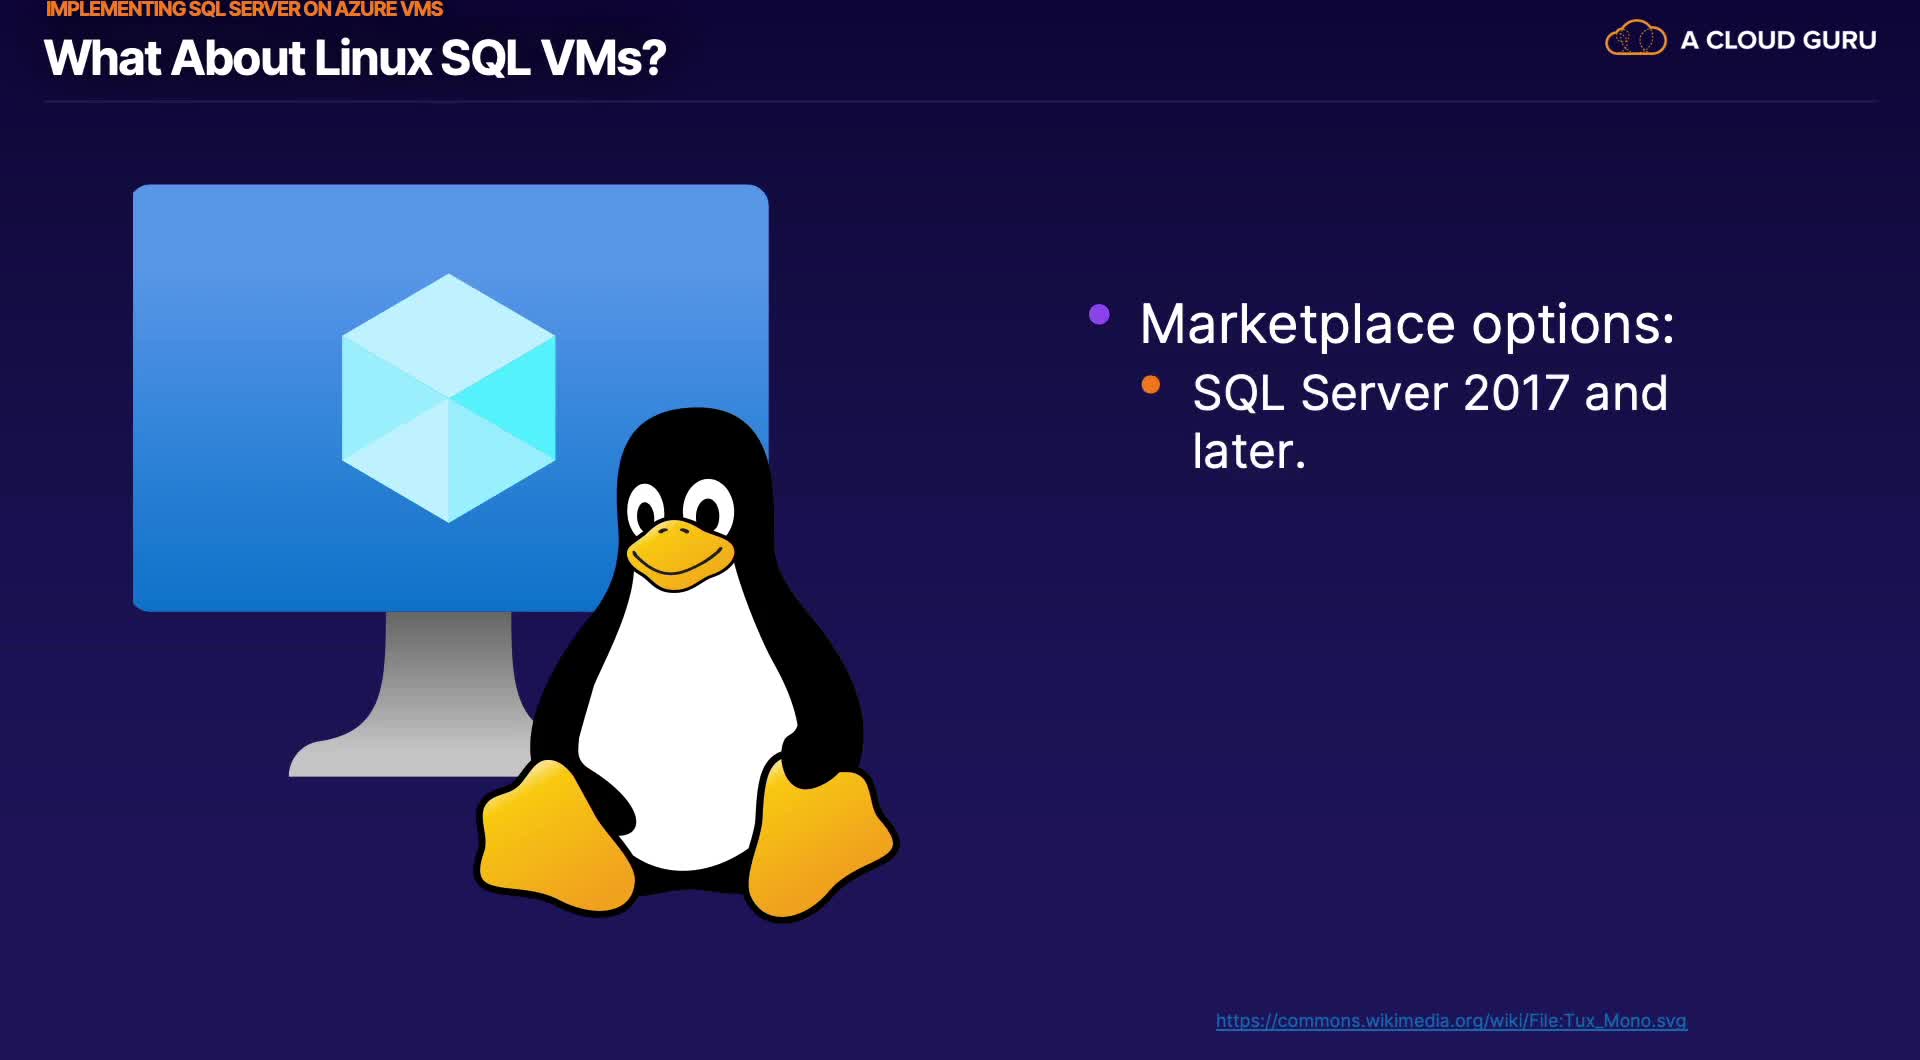 IMPLEMENTING SQL SERVER ON AZURE VMS
What About Linux SQL VMs?
A CLOUD GURU
Marketplace options:
SQL Server 2017 and
later.
https://commons.wikimedia.org/wiki/File:Tux_Mono.svg